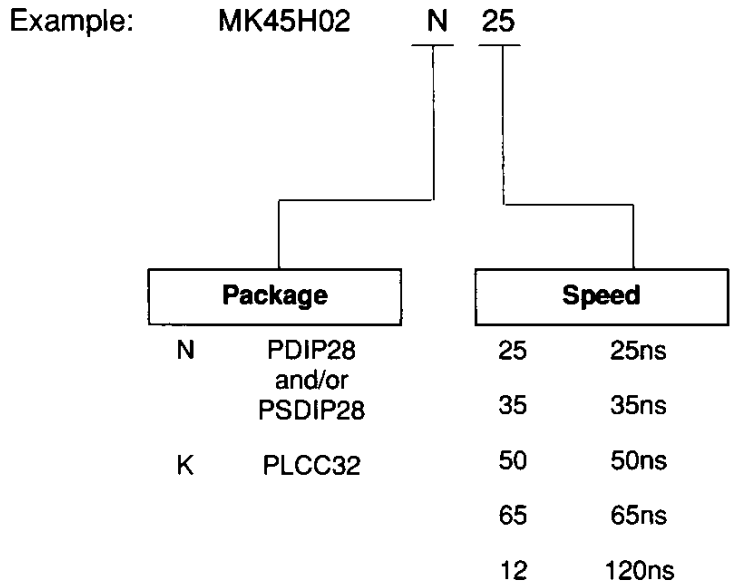 Example: MK45H02 N 25
Package Speed
N PDIP28 25 25ns
and/or
PSDIP28 35 35ns
K PLCC32 50 50ns
65 65ns
12 120ns